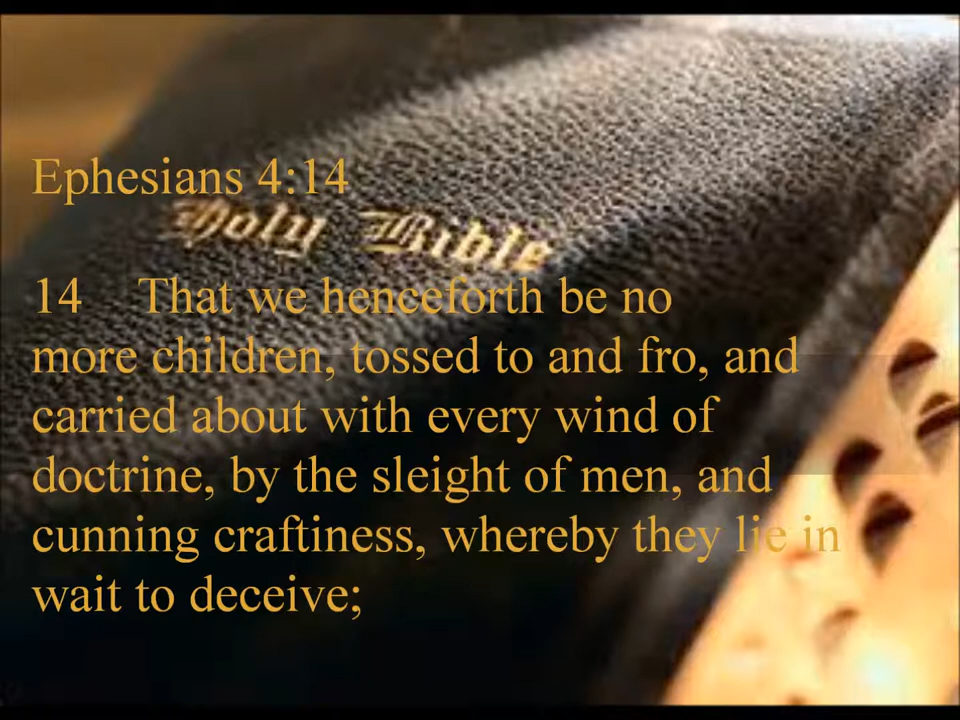 Ephesians 4:14
Holy Bible
14 That we henceforth be no
more children, tossed to and fro, and
carried about with every wind of
doctrine, by the sleight of men, and
cunning craftiness, whereby they lie in
wait to deceive;